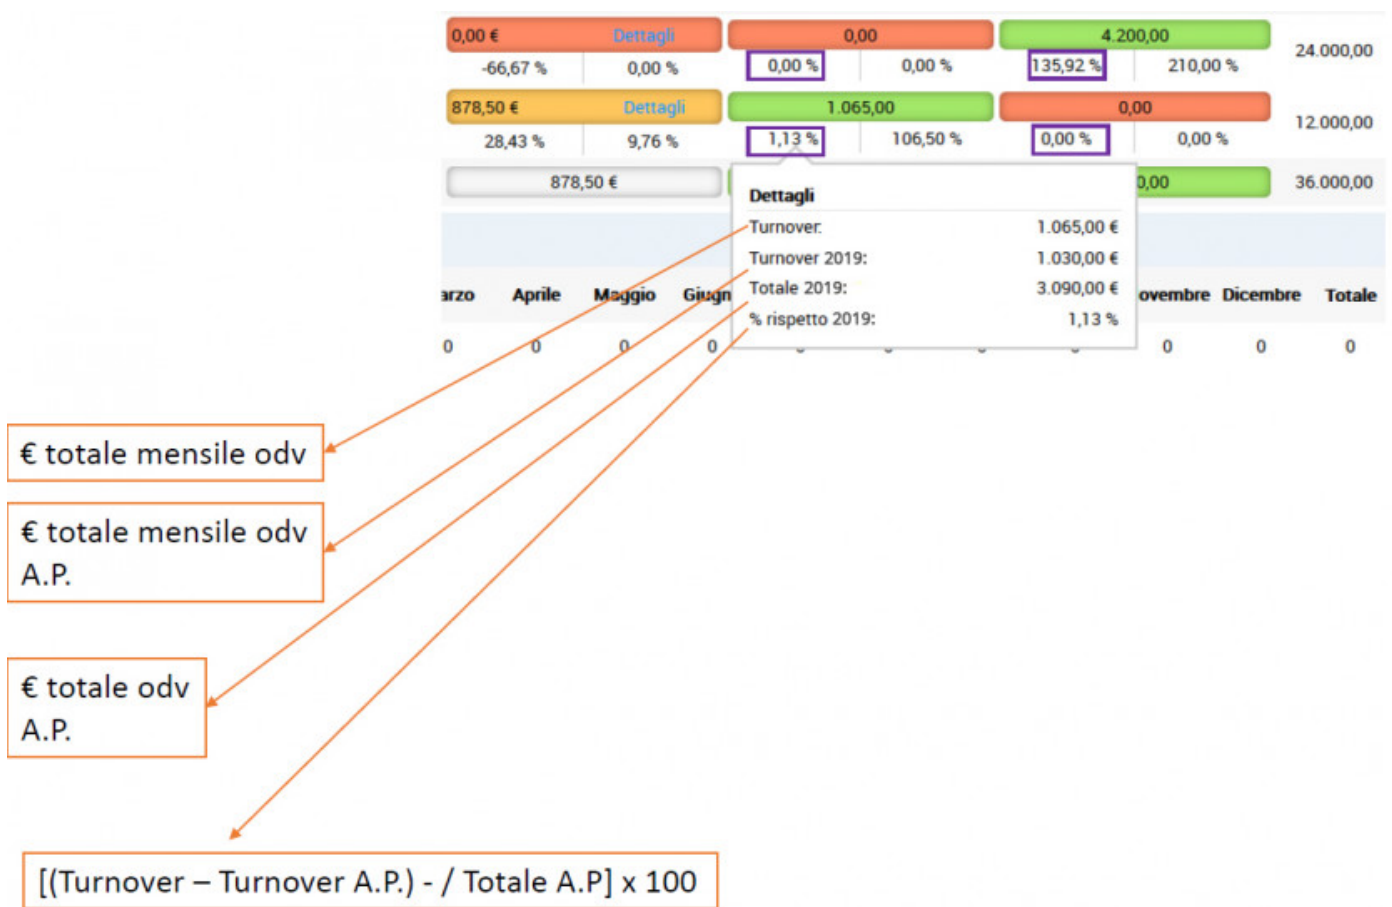 0,00 € Dettagli 0,00 4.200,00 24.000,00
-66,67 % 0,00 % 0,00 % 0,00 % 135,92 % 210,00 %
878,50 € Dettagli 1.065,00 0,00 12.000,00
28,43 % 9,76 % 1,13 % 106,50 % 0,00 % 0,00 %
878,50 € 0,00 36.000,00
Dettagli
Turnover: 1.065,00 €
Turnover 2019: 1.030,00 €
Totale 2019: 3.090,00 €
% rispetto 2019: 1,13 %
arzo Aprile Maggio Giugn ovembre Dicembre Totale
0 0 0 0 0 0 0
€ totale mensile odv
€ totale mensile odv
A.P.
€ totale odv
A.P.
[(Turnover – Turnover A.P.) - / Totale A.P] x 100